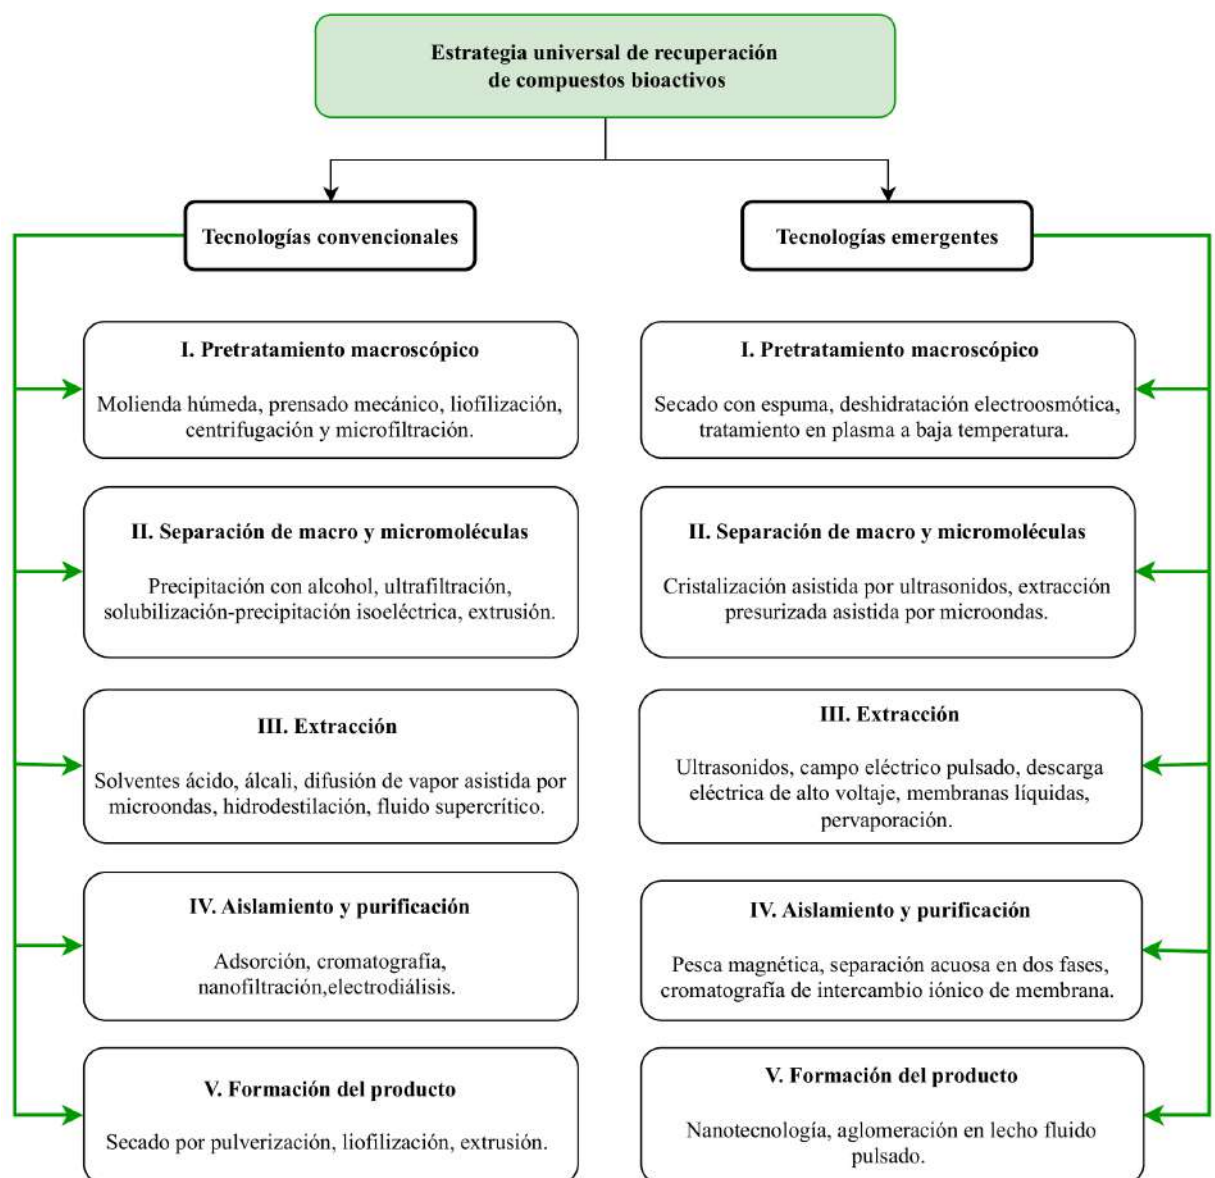 Estrategia universal de recuperación
de compuestos bioactivos
Tecnologías convencionales
Tecnologías emergentes
I. Pretratamiento macroscópico
Molienda húmeda, prensado mecánico, liofilización,
centrifugación y microfiltración.
II. Separación de macro y micromoléculas
Precipitación con alcohol, ultrafiltración,
solubilización-precipitación isoeléctrica, extrusión.
III. Extracción
Solventes ácido, álcali, difusión de vapor asistida por
microondas, hidrodestilación, fluido supercrítico.
IV. Aislamiento y purificación
Adsorción, cromatografía,
nanofiltración,electrodiálisis.
V. Formación del producto
Secado por pulverización, liofilización, extrusión.
I. Pretratamiento macroscópico
Secado con espuma, deshidratación electroosmótica,
tratamiento en plasma a baja temperatura.
II. Separación de macro y micromoléculas
Cristalización asistida por ultrasonidos, extracción
presurizada asistida por microondas.
III. Extracción
Ultrasonidos, campo eléctrico pulsado, descarga
eléctrica de alto voltaje, membranas líquidas,
pervaporación.
IV. Aislamiento y purificación
Pesca magnética, separación acuosa en dos fases,
cromatografía de intercambio iónico de membrana.
V. Formación del producto
Nanotecnología, aglomeración en lecho fluido
pulsado.